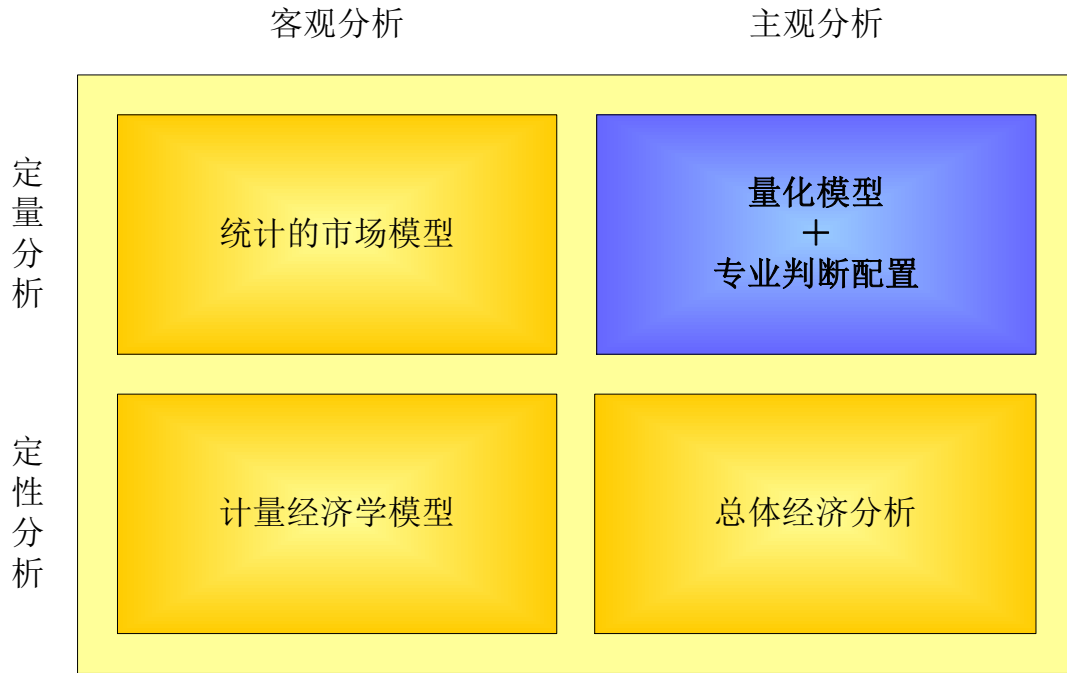 客观分析
主观分析
定量分析
统计的市场模型
量化模型
＋
专业判断配置
定性分析
计量经济学模型
总体经济分析